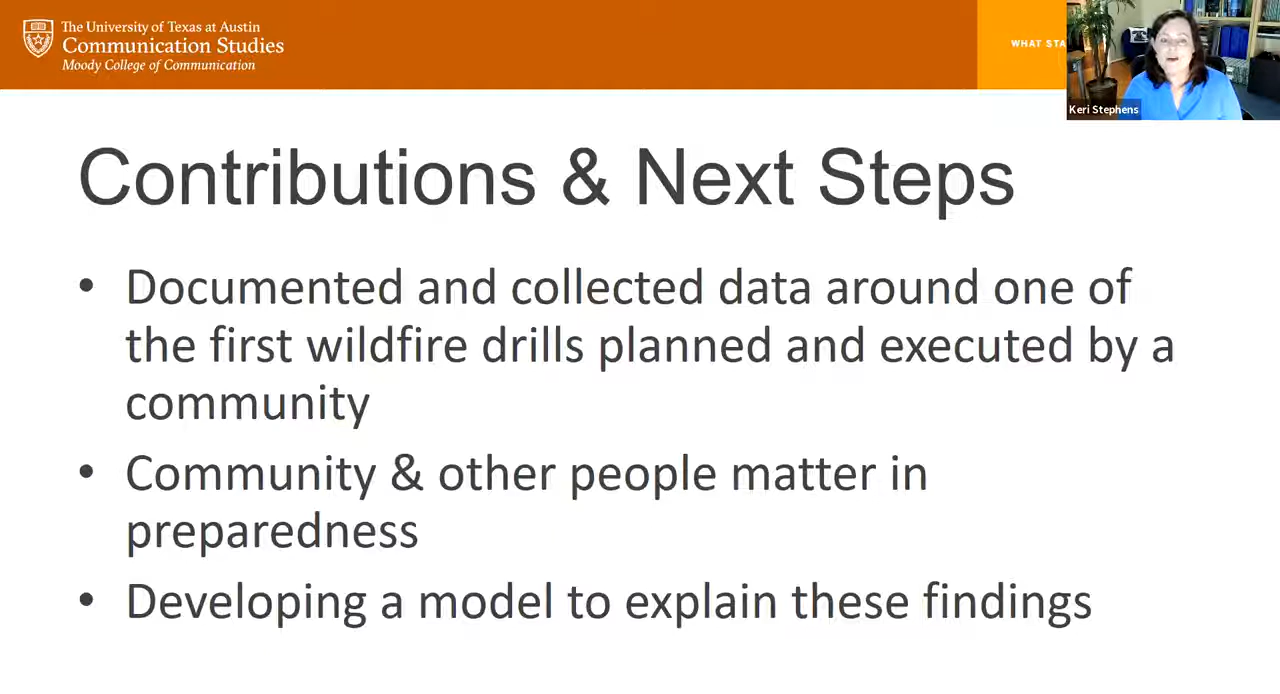 The University of Texas at Austin
Communication Studies
Moody College of Communication
WHAT STA
Keri Stephens
Contributions & Next Steps
• Documented and collected data around one of
the first wildfire drills planned and executed by a
community
• Community & other people matter in
preparedness
• Developing a model to explain these findings